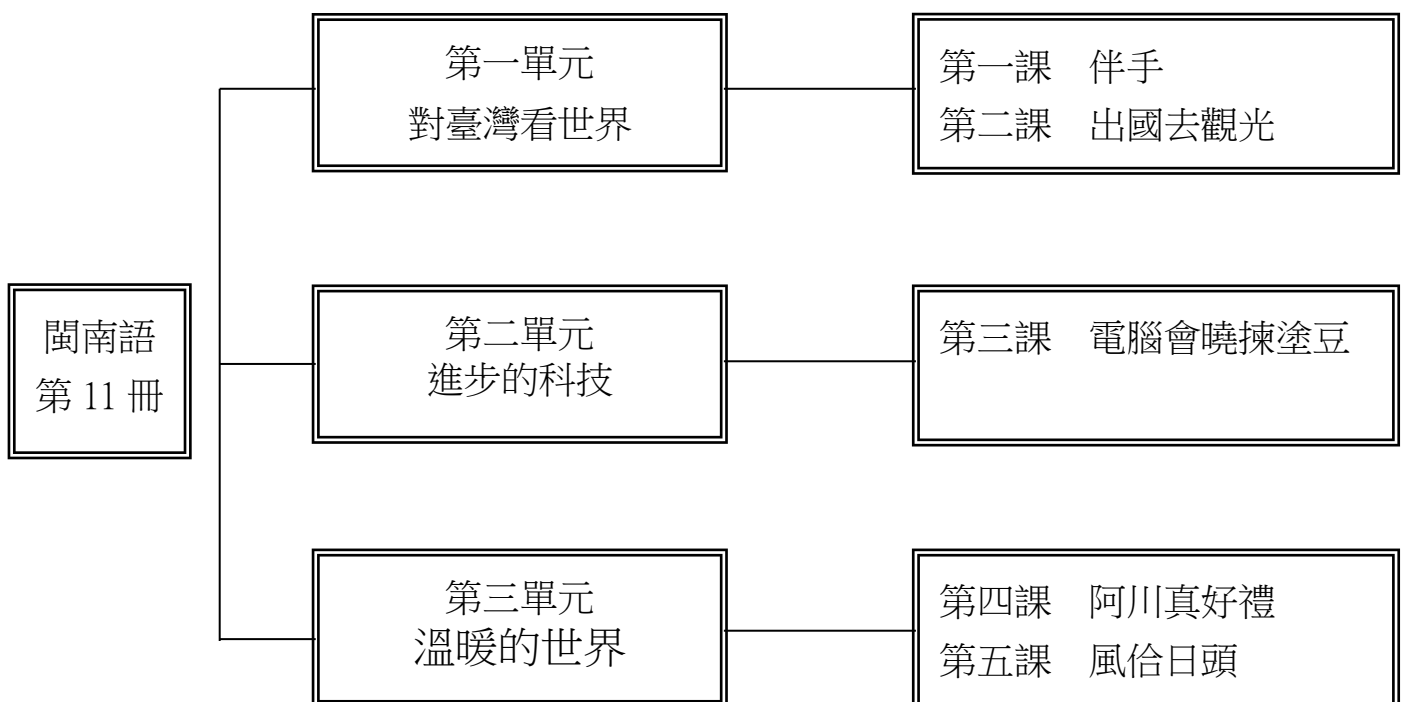 閩南語
第 11 冊
第一單元
對臺灣看世界
第一課　伴手
第二課　出國去觀光
第二單元
進步的科技
第三課　電腦會曉揀塗豆
第三單元
溫暖的世界
第四課　阿川真好禮
第五課　風佮日頭